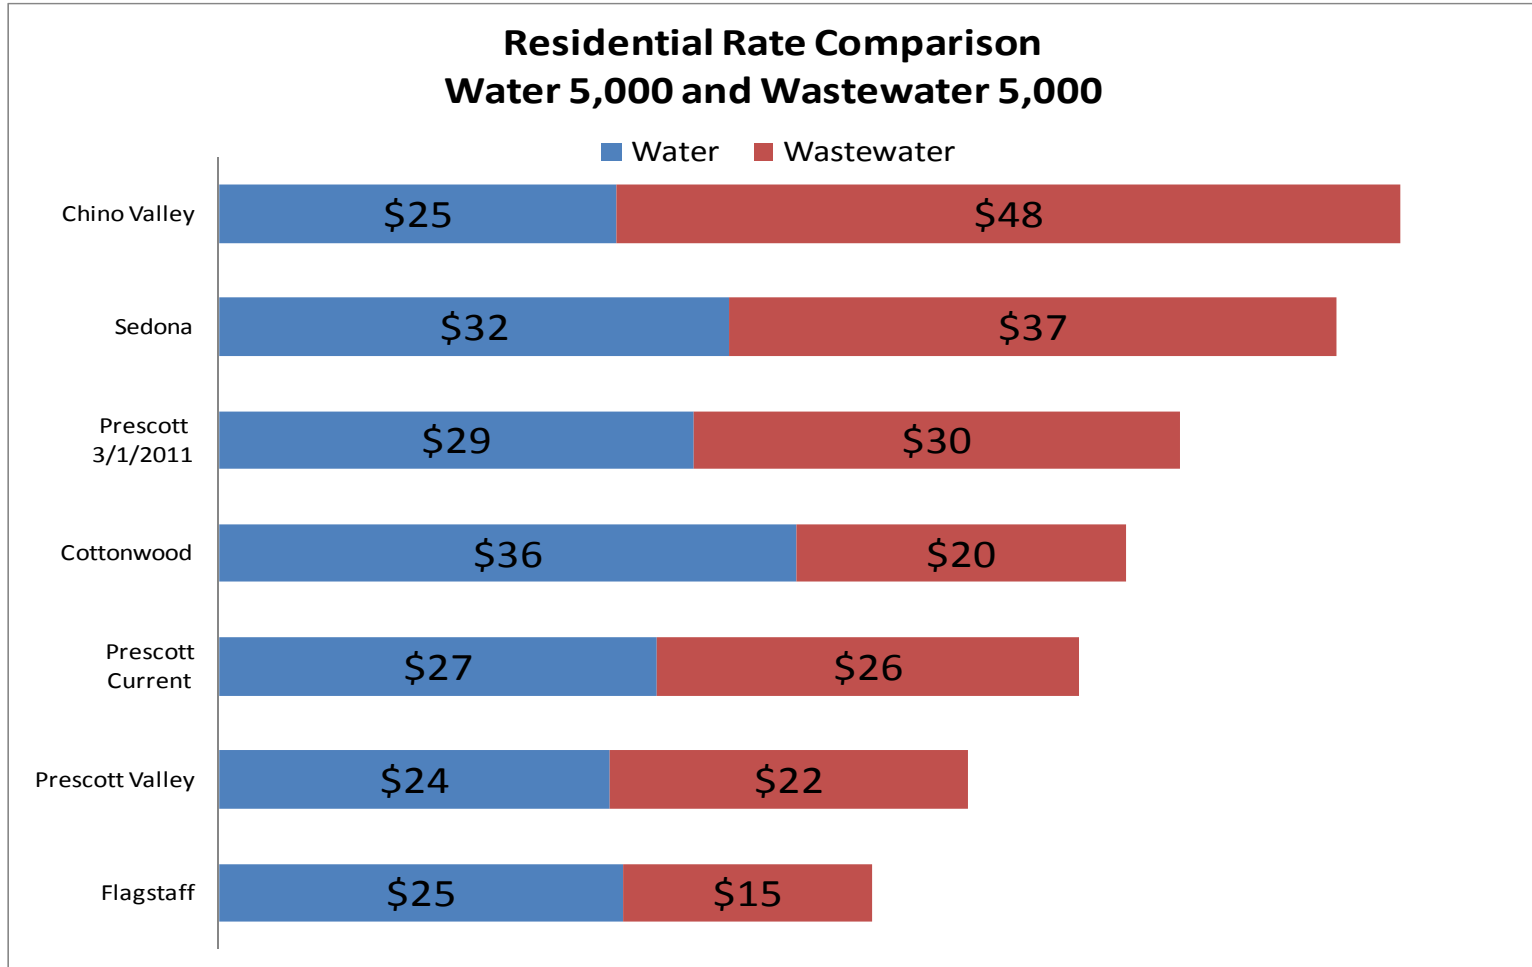 Residential Rate Comparison
Water 5,000 and Wastewater 5,000
Water Wastewater
Chino Valley $25 $48
Sedona $32 $37
Prescott
3/1/2011 $29 $30
Cottonwood $36 $20
Prescott
Current $27 $26
Prescott Valley $24 $22
Flagstaff $25 $15